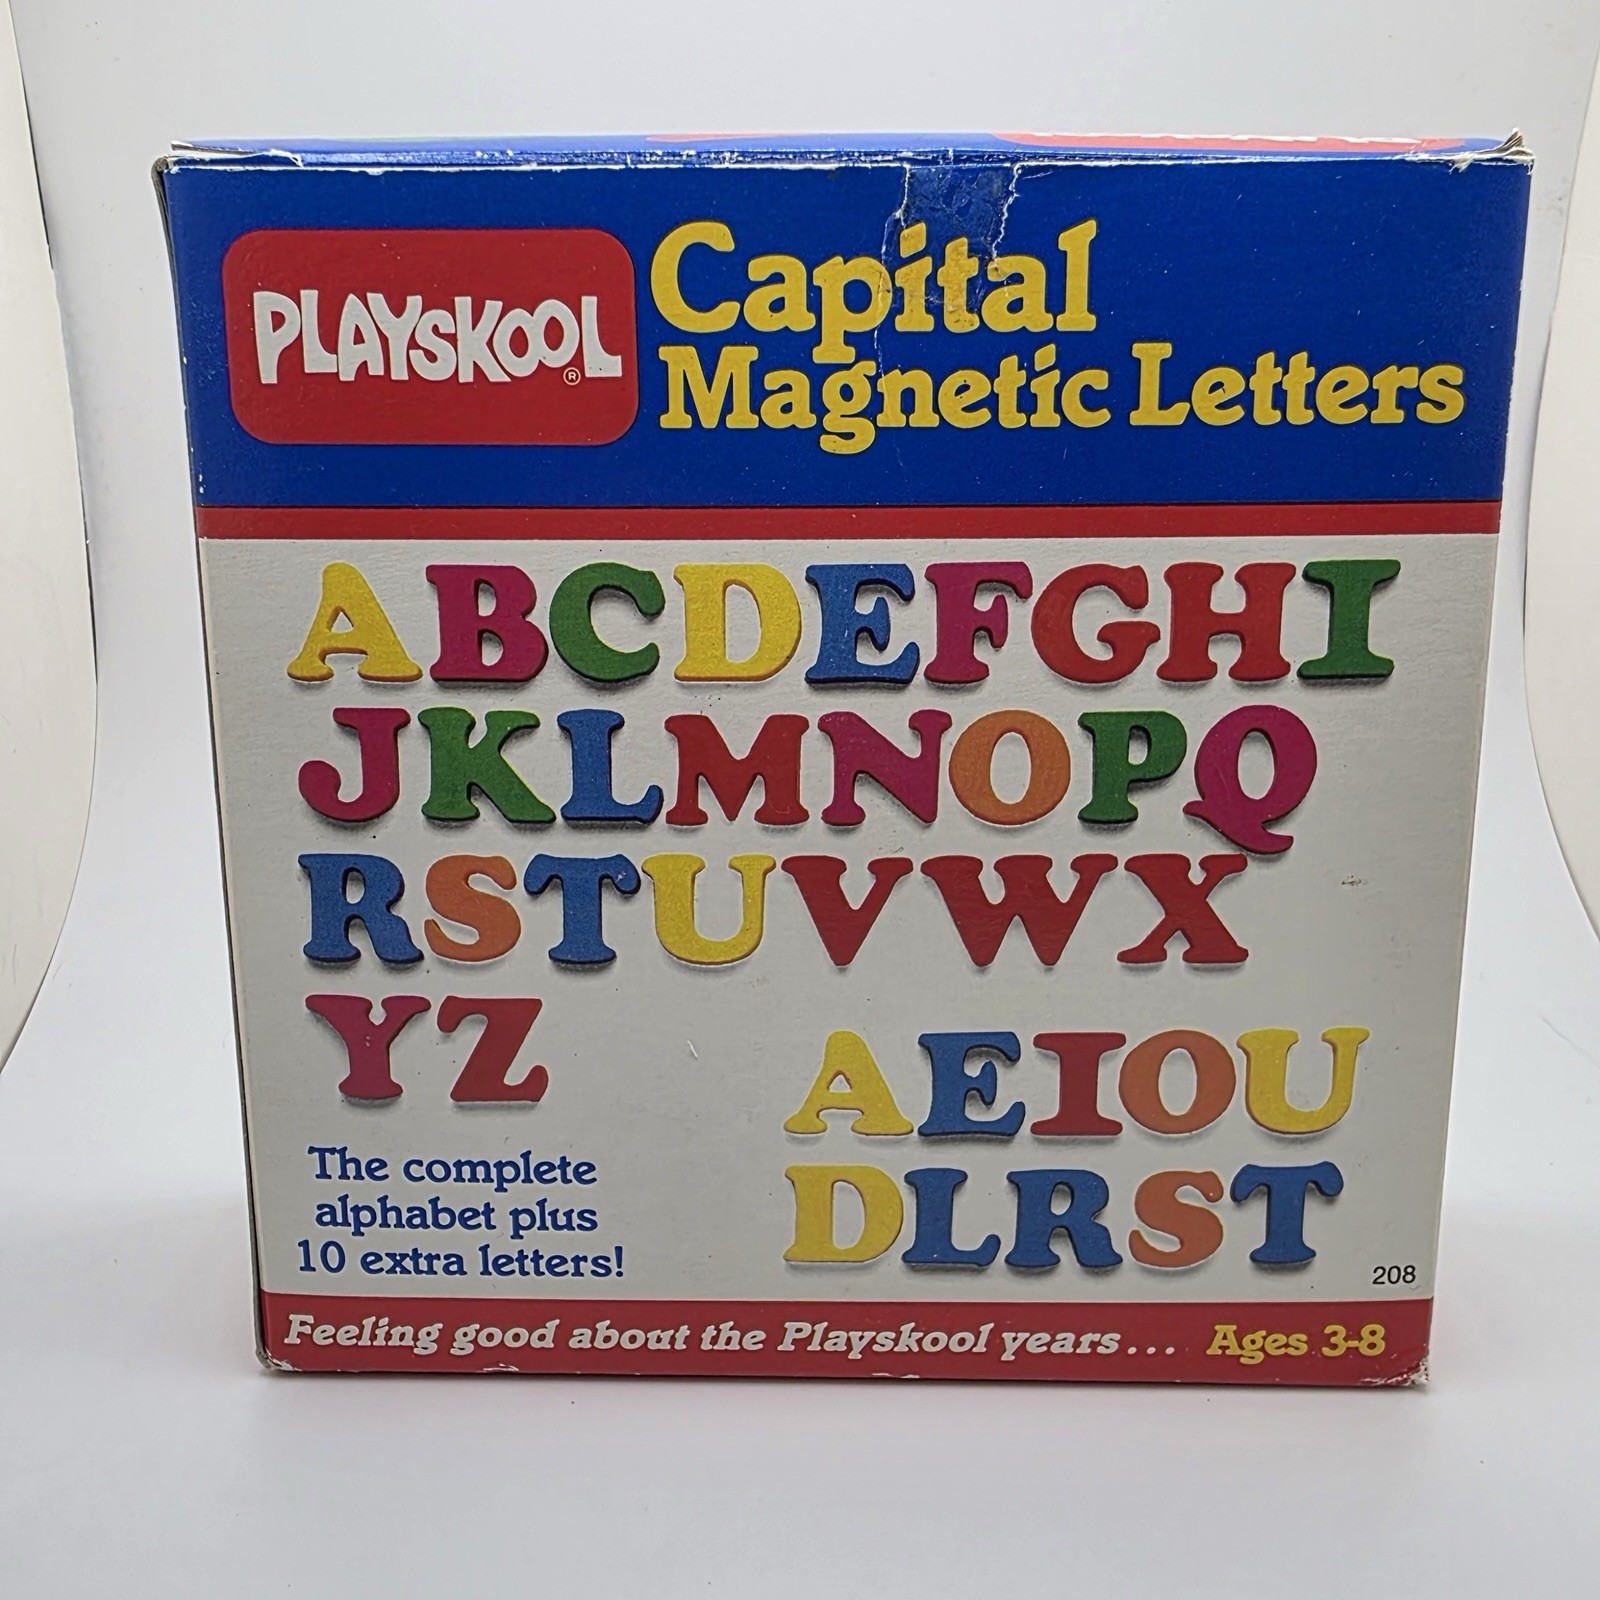 PLAYSKOOL®
Capital
Magnetic Letters
ABCDEFGHI
JKLMNOPQ
RSTUVWX
YZ
AEIOU
DLRST
The complete
alphabet plus
10 extra letters!
208
Feeling good about the Playskool years... Ages 3-8